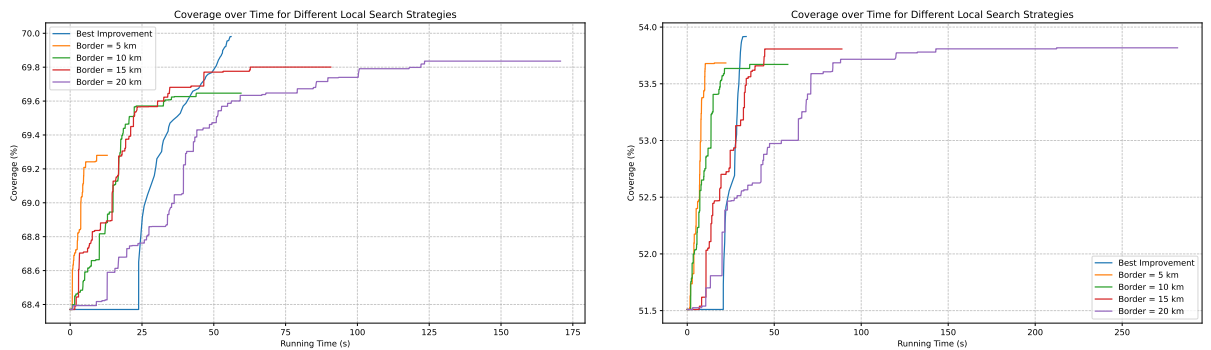 Coverage over Time for Different Local Search Strategies
70.0
69.8
69.6
69.4
69.2
69.0
68.8
68.6
68.4
Coverage (%)
Best Improvement
Border = 5 km
Border = 10 km
Border = 15 km
Border = 20 km
0 25 50 75 100 125 150 175
Running Time (s)
Coverage over Time for Different Local Search Strategies
54.0
53.5
53.0
52.5
52.0
51.5
Coverage (%)
Best Improvement
Border = 5 km
Border = 10 km
Border = 15 km
Border = 20 km
0 50 100 150 200 250
Running Time (s)